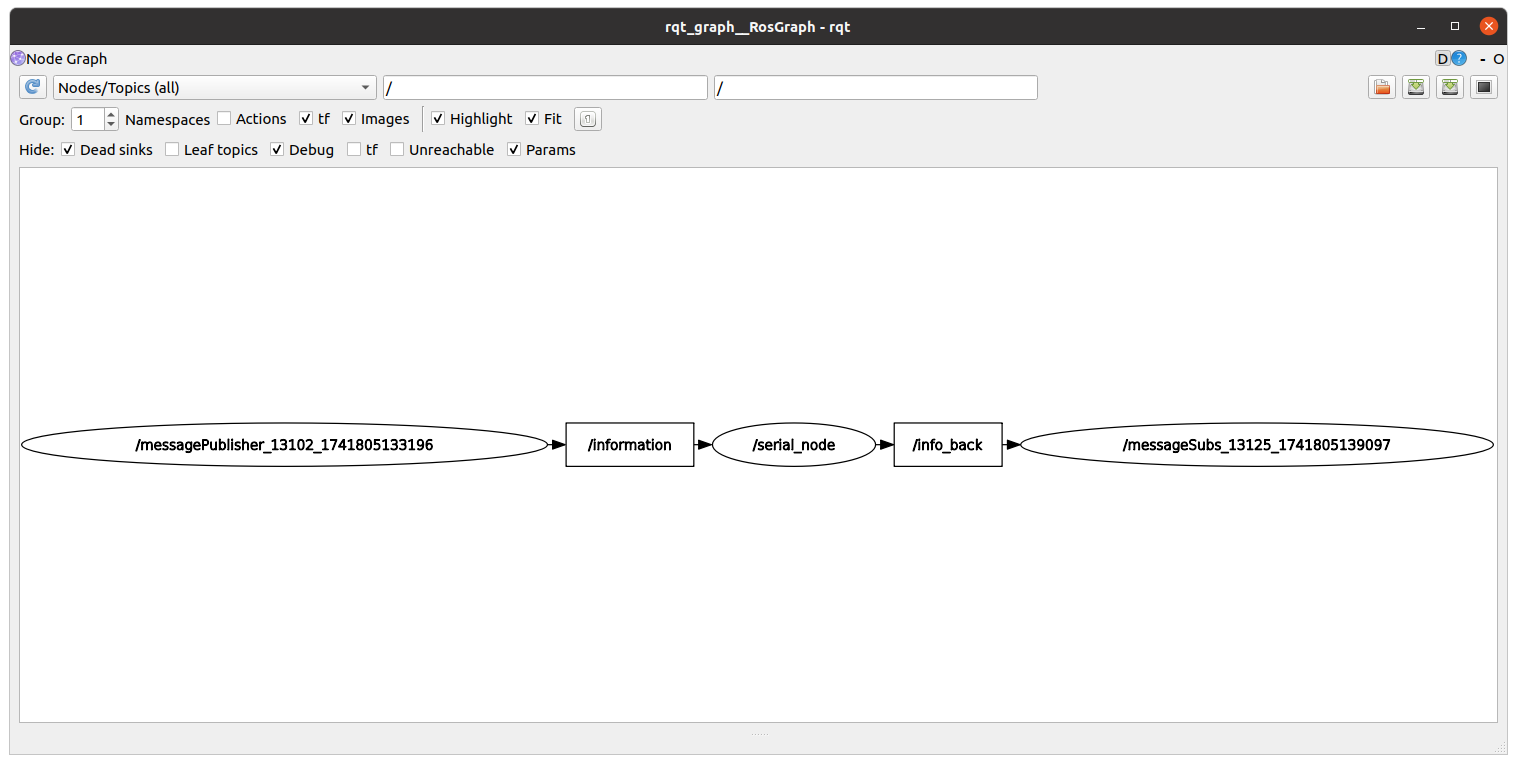 rqt_graph__RosGraph - rqt
Node Graph D ? - O
Nodes/Topics (all) / /
Group: 1 Namespaces Actions tf Images Highlight Fit
Hide: Dead sinks Leaf topics Debug tf Unreachable Params
/messagePublisher_13102_1741805133196 /information /serial_node /info_back /messageSubs_13125_1741805139097